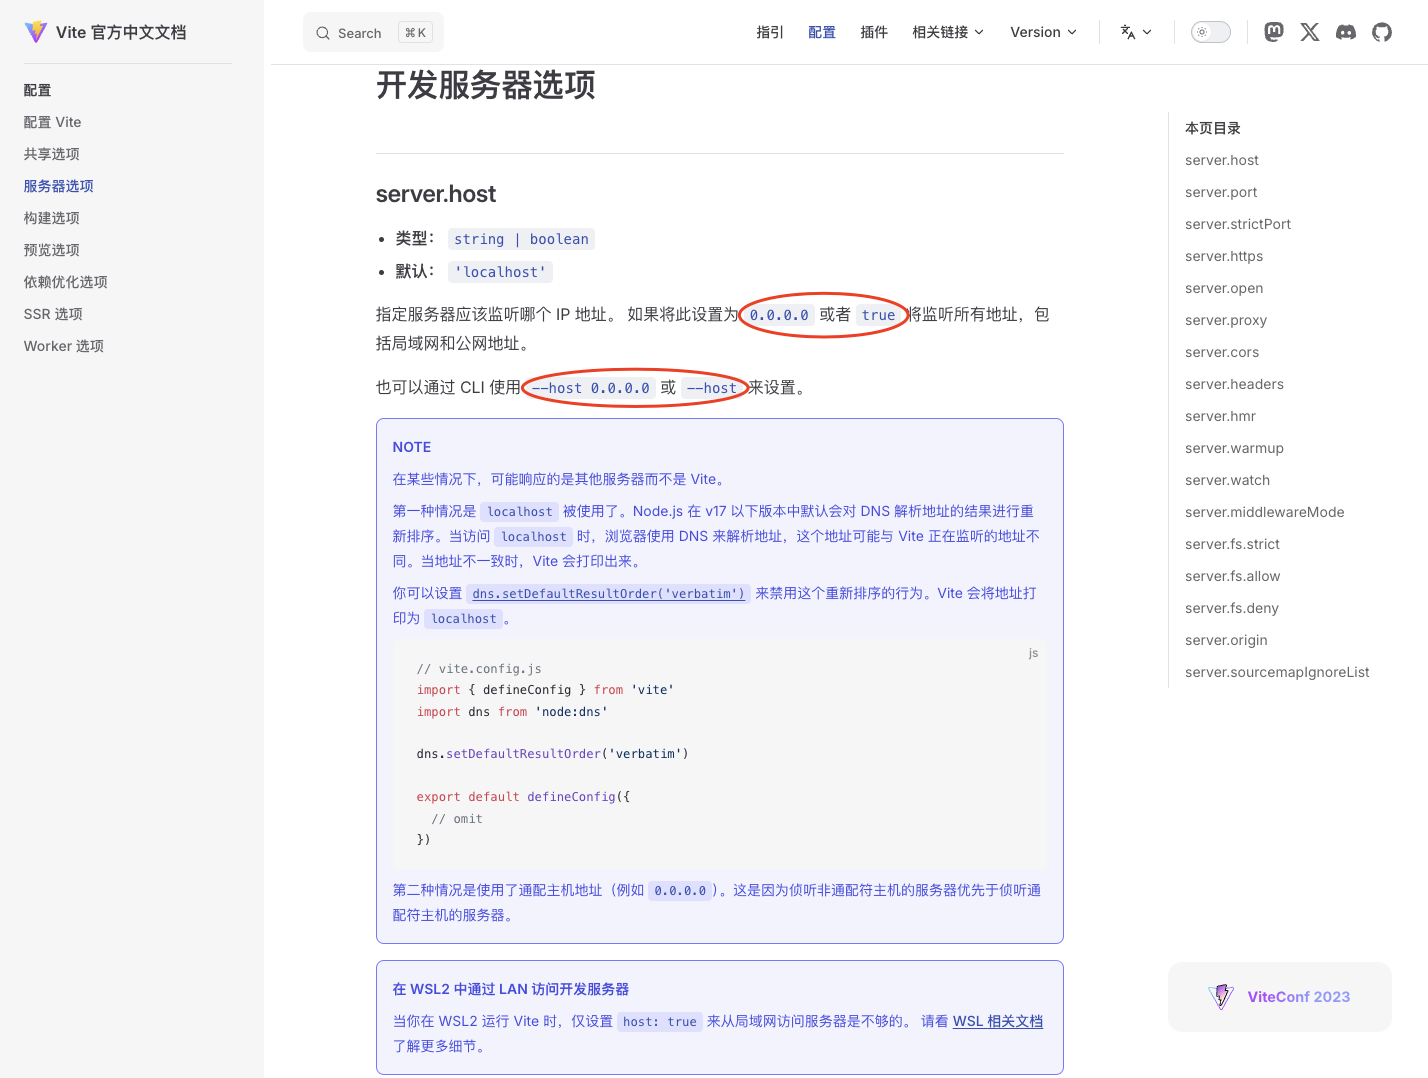 Vite 官方中文文档
Search ⌘ K
指引 配置 插件 相关链接 Version
配置
配置 Vite
共享选项
服务器选项
构建选项
预览选项
依赖优化选项
SSR 选项
Worker 选项
开发服务器选项
server.host
类型： string | boolean
默认： 'localhost'
指定服务器应该监听哪个 IP 地址。 如果将此设置为 0.0.0.0 或者 true 将监听所有地址，包
括局域网和公网地址。
也可以通过 CLI 使用 --host 0.0.0.0 或 --host 来设置。
NOTE
在某些情况下，可能响应的是其他服务器而不是 Vite。
第一种情况是 localhost 被使用了。Node.js 在 v17 以下版本中默认会对 DNS 解析地址的结果进行重
新排序。当访问 localhost 时，浏览器使用 DNS 来解析地址，这个地址可能与 Vite 正在监听的地址不
同。当地址不一致时，Vite 会打印出来。
你可以设置 dns.setDefaultResultOrder('verbatim') 来禁用这个重新排序的行为。Vite 会将地址打
印为 localhost 。
js
// vite.config.js
import { defineConfig } from 'vite'
import dns from 'node:dns'
dns.setDefaultResultOrder('verbatim')
export default defineConfig({
// omit
})
第二种情况是使用了通配主机地址（例如 0.0.0.0）。这是因为侦听非通配符主机的服务器优先于侦听通
配符主机的服务器。
在 WSL2 中通过 LAN 访问开发服务器
当你在 WSL2 运行 Vite 时，仅设置 host: true 来从局域网访问服务器是不够的。 请看 WSL 相关文档
了解更多细节。
本页目录
server.host
server.port
server.strictPort
server.https
server.open
server.proxy
server.cors
server.headers
server.hmr
server.warmup
server.watch
server.middlewareMode
server.fs.strict
server.fs.allow
server.fs.deny
server.origin
server.sourcemapIgnoreList
ViteConf 2023